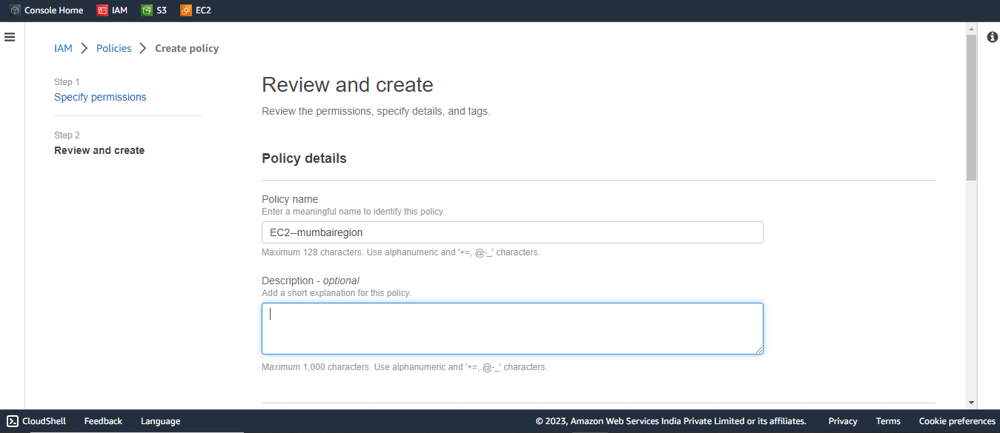 Console Home IAM S3 EC2
IAM Policies Create policy
Step 1
Specify permissions
Step 2
Review and create
Review and create
Review the permissions, specify details, and tags.
Policy details
Policy name
Enter a meaningful name to identify this policy.
EC2--mumbairegion
Maximum 128 characters. Use alphanumeric and '+=,.@-_' characters.
Description - optional
Add a short explanation for this policy.
Maximum 1,000 characters. Use alphanumeric and '+=,.@-_' characters.
CloudShell Feedback Language © 2023, Amazon Web Services India Private Limited or its affiliates. Privacy Terms Cookie preferences